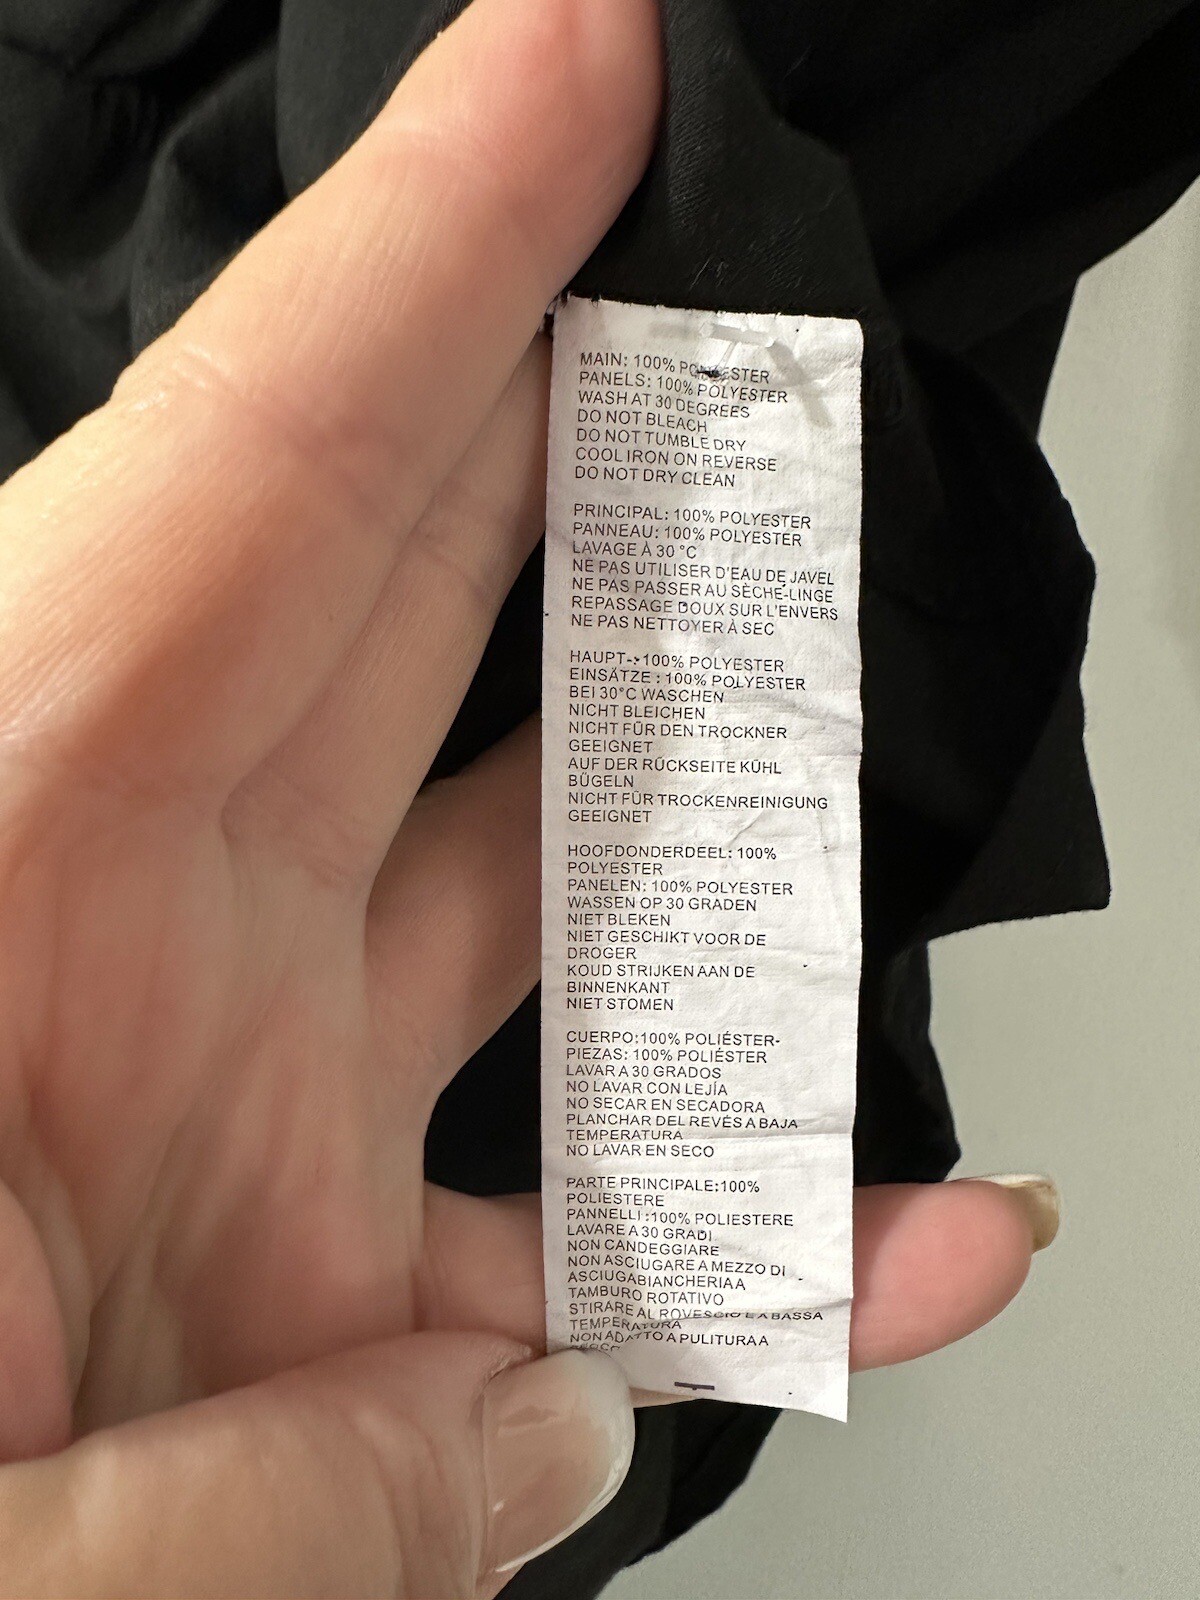 MAIN: 100% POLYESTER
PANELS: 100% POLYESTER
WASH AT 30 DEGREES
DO NOT BLEACH
DO NOT TUMBLE DRY
COOL IRON ON REVERSE
DO NOT DRY CLEAN
PRINCIPAL: 100% POLYESTER
PANNEAU: 100% POLYESTER
LAVAGE À 30 °C
NE PAS UTILISER D'EAU DE JAVEL
NE PAS PASSER AU SÈCHE-LINGE
REPASSAGE DOUX SUR L'ENVERS
NE PAS NETTOYER À SEC
HAUPT-: 100% POLYESTER
EINSÄTZE : 100% POLYESTER
BEI 30°C WASCHEN
NICHT BLEICHEN
NICHT FÜR DEN TROCKNER
GEEIGNET
AUF DER RÜCKSEITE KÜHL
BÜGELN
NICHT FÜR TROCKENREINIGUNG
GEEIGNET
HOOFDONDERDEEL: 100%
POLYESTER
PANELEN: 100% POLYESTER
WASSEN OP 30 GRADEN
NIET BLEKEN
NIET GESCHIKT VOOR DE
DROGER
KOUD STRIJKEN AAN DE
BINNENKANT
NIET STOMEN
CUERPO:100% POLIÉSTER-
PIEZAS: 100% POLIÉSTER
LAVAR A 30 GRADOS
NO LAVAR CON LEJÍA
NO SECAR EN SECADORA
PLANCHAR DEL REVÉS A BAJA
TEMPERATURA
NO LAVAR EN SECO
PARTE PRINCIPALE:100%
POLIESTERE
PANNELLI :100% POLIESTERE
LAVARE A 30 GRADI
NON CANDEGGIARE
NON ASCIUGARE A MEZZO DI
ASCIUGABIANCHERIA A
TAMBURO ROTATIVO
STIRARE AL ROVESCIO E A BASSA
TEMPERATURA
NON ADATTO A PULITURA A